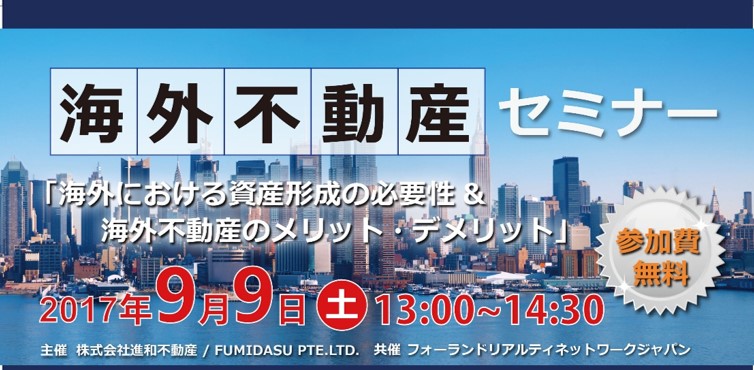 海外不動産 セミナー
「海外における資産形成の必要性 &
海外不動産のメリット・デメリット」
参加費
無料
2017年9月9日 土 13:00~14:30
主催 株式会社進和不動産 / FUMIDASU PTE.LTD. 共催 フォーランドリアルティネットワークジャパン